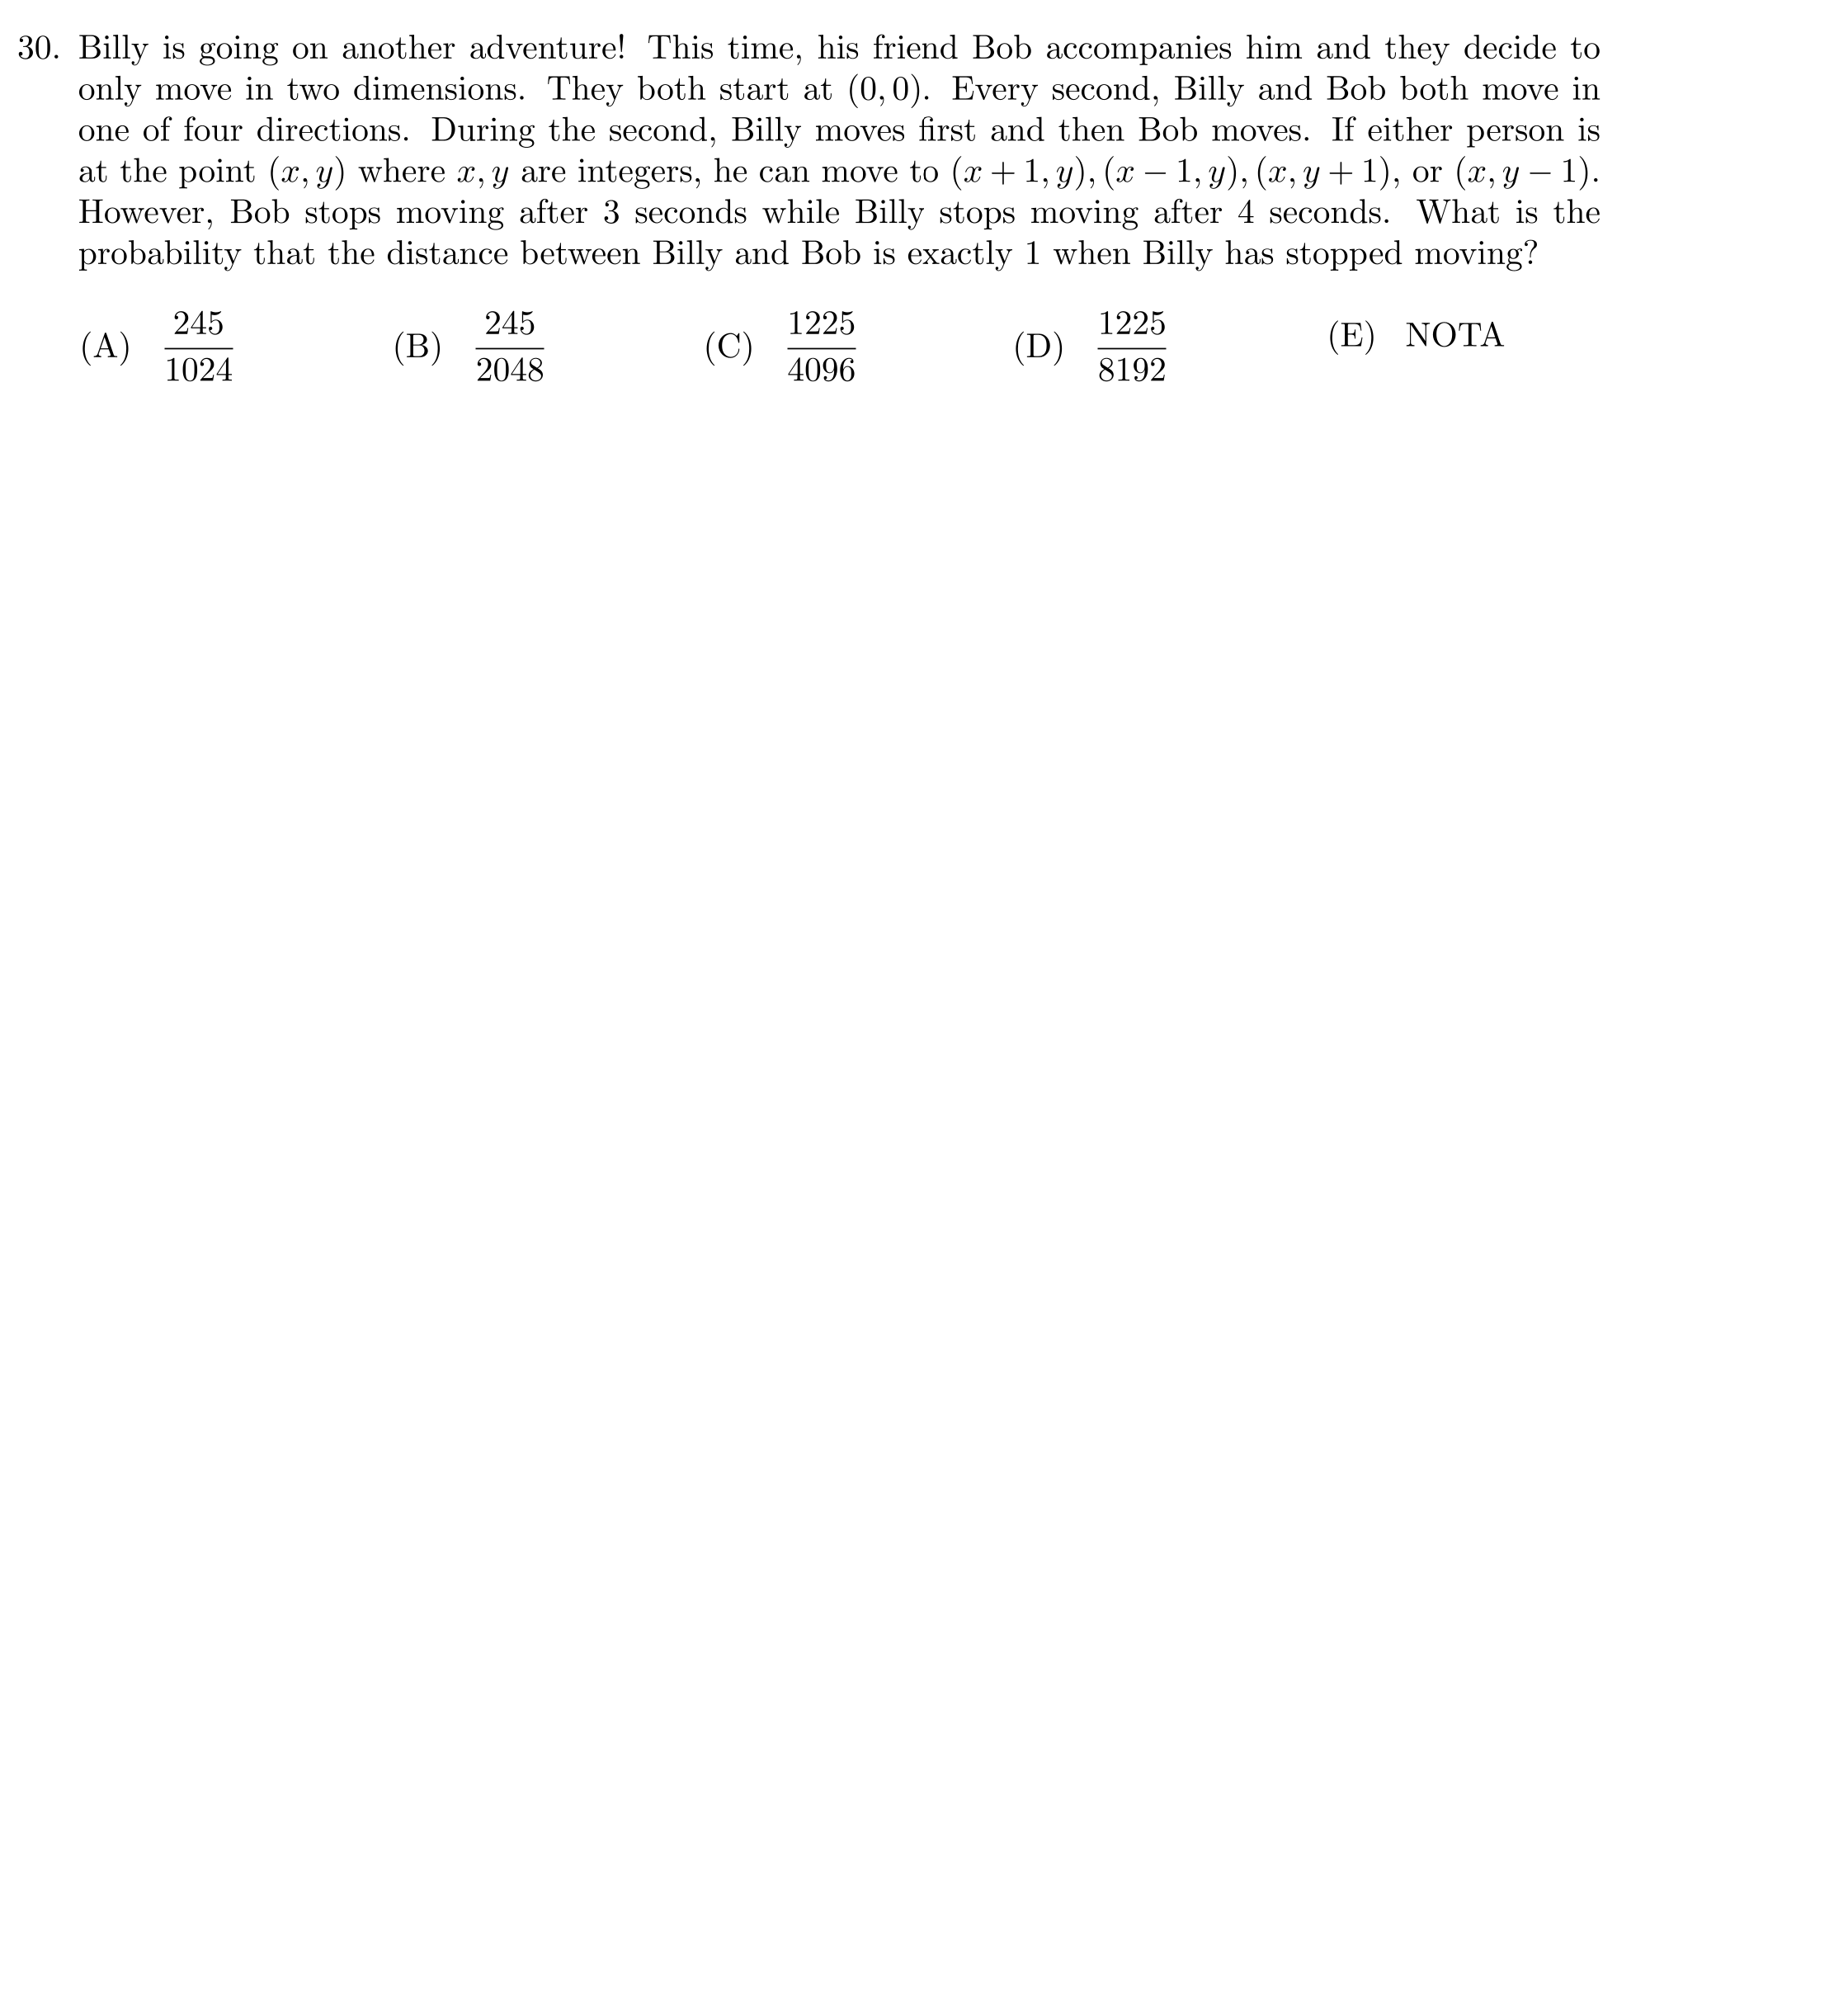 30. Billy is going on another adventure! This time, his friend Bob accompanies him and they decide to
only move in two dimensions. They both start at (0, 0). Every second, Billy and Bob both move in
one of four directions. During the second, Billy moves first and then Bob moves. If either person is
at the point (x, y) where x, y are integers, he can move to (x + 1, y), (x − 1, y), (x, y + 1), or (x, y − 1).
However, Bob stops moving after 3 seconds while Billy stops moving after 4 seconds. What is the
probability that the distance between Billy and Bob is exactly 1 when Billy has stopped moving?
(A) 245/1024 (B) 245/2048 (C) 1225/4096 (D) 1225/8192 (E) NOTA